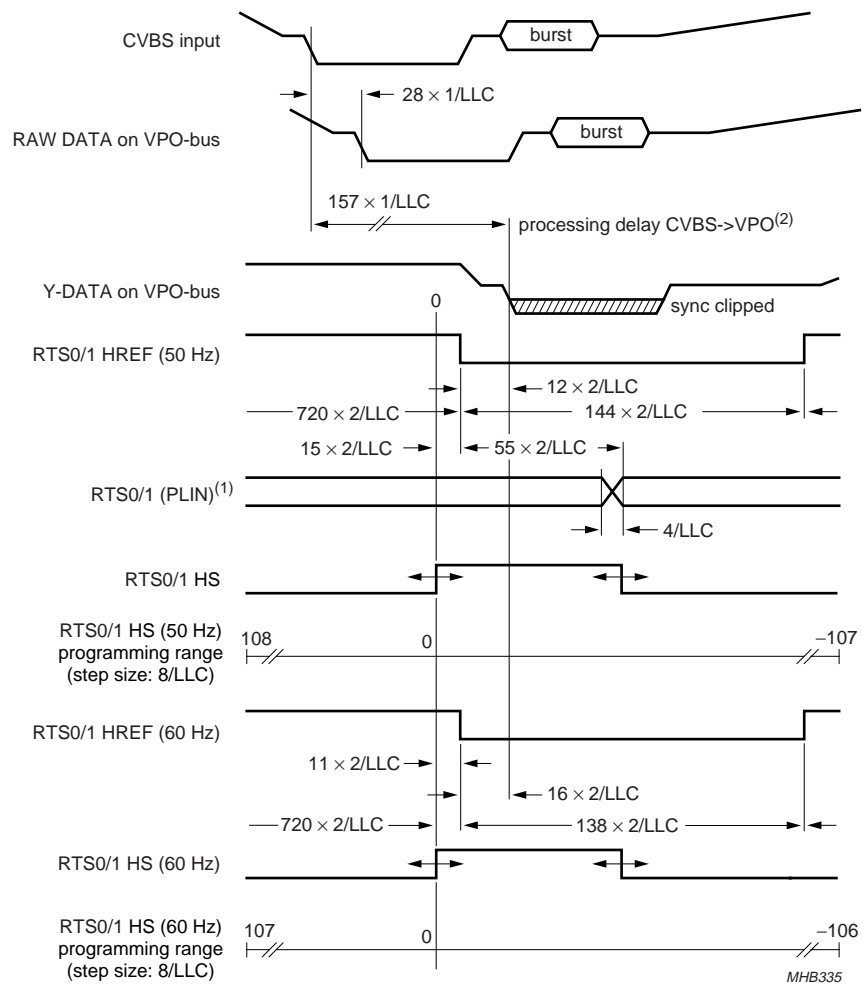 CVBS input
burst
28 × 1/LLC
RAW DATA on VPO-bus
burst
157 × 1/LLC
processing delay CVBS->VPO(2)
Y-DATA on VPO-bus
0
sync clipped
RTS0/1 HREF (50 Hz)
12 × 2/LLC
720 × 2/LLC
144 × 2/LLC
15 × 2/LLC
55 × 2/LLC
RTS0/1 (PLIN)(1)
4/LLC
RTS0/1 HS
RTS0/1 HS (50 Hz)
programming range
(step size: 8/LLC)
108
0
−107
RTS0/1 HREF (60 Hz)
11 × 2/LLC
16 × 2/LLC
720 × 2/LLC
138 × 2/LLC
RTS0/1 HS (60 Hz)
RTS0/1 HS (60 Hz)
programming range
(step size: 8/LLC)
107
0
−106
MHB335